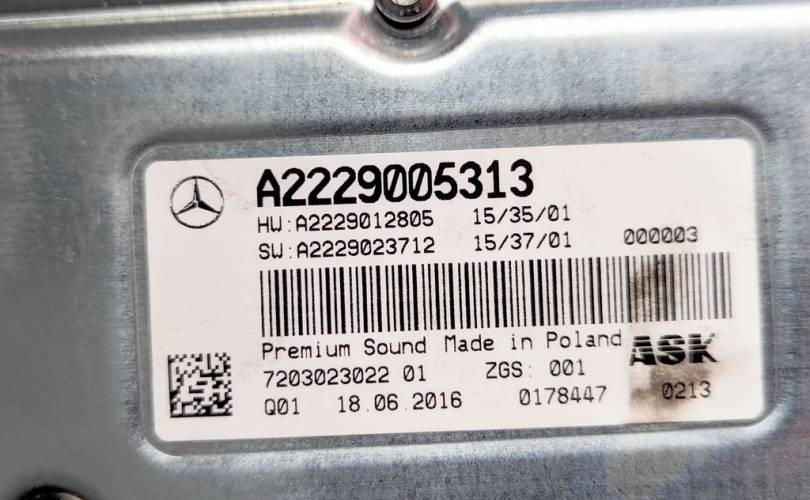 A2229005313
HW:A2229012805 15/35/01
SW:A2229023712 15/37/01 000003
Premium Sound Made in Poland ASK
7203023022 01 ZGS: 001
Q01 18.06.2016 0178447 0213